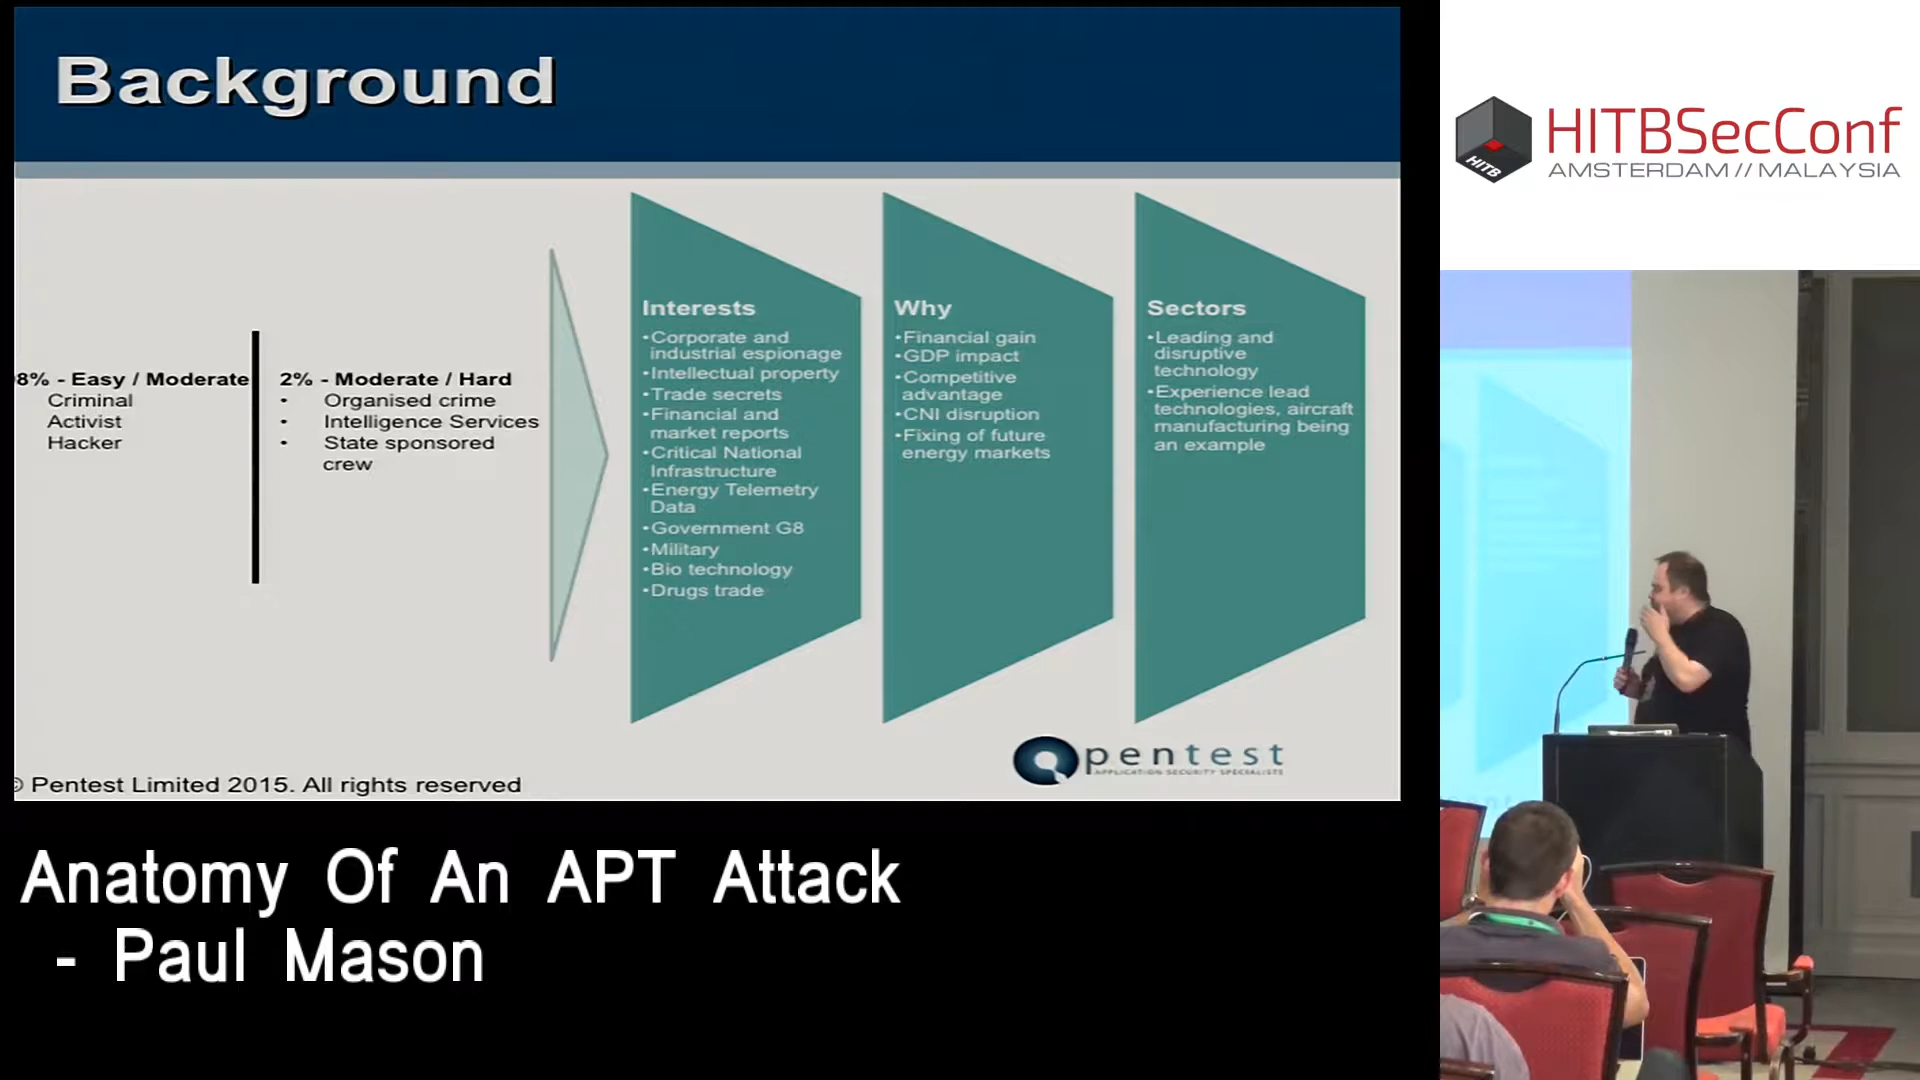 Background
8% - Easy / Moderate
Criminal
Activist
Hacker
2% - Moderate / Hard
• Organised crime
• Intelligence Services
• State sponsored
crew
Interests
•Corporate and
industrial espionage
•Intellectual property
•Trade secrets
•Financial and
market reports
•Critical National
Infrastructure
•Energy Telemetry
Data
•Government G8
•Military
•Bio technology
•Drugs trade
Why
•Financial gain
•GDP impact
•Competitive
advantage
•CNI disruption
•Fixing of future
energy markets
Sectors
•Leading and
disruptive
technology
•Experience lead
technologies, aircraft
manufacturing being
an example
pentest
APPLICATION SECURITY SPECIALISTS
© Pentest Limited 2015. All rights reserved
HITB
HITBSecConf
AMSTERDAM // MALAYSIA
Anatomy Of An APT Attack
- Paul Mason